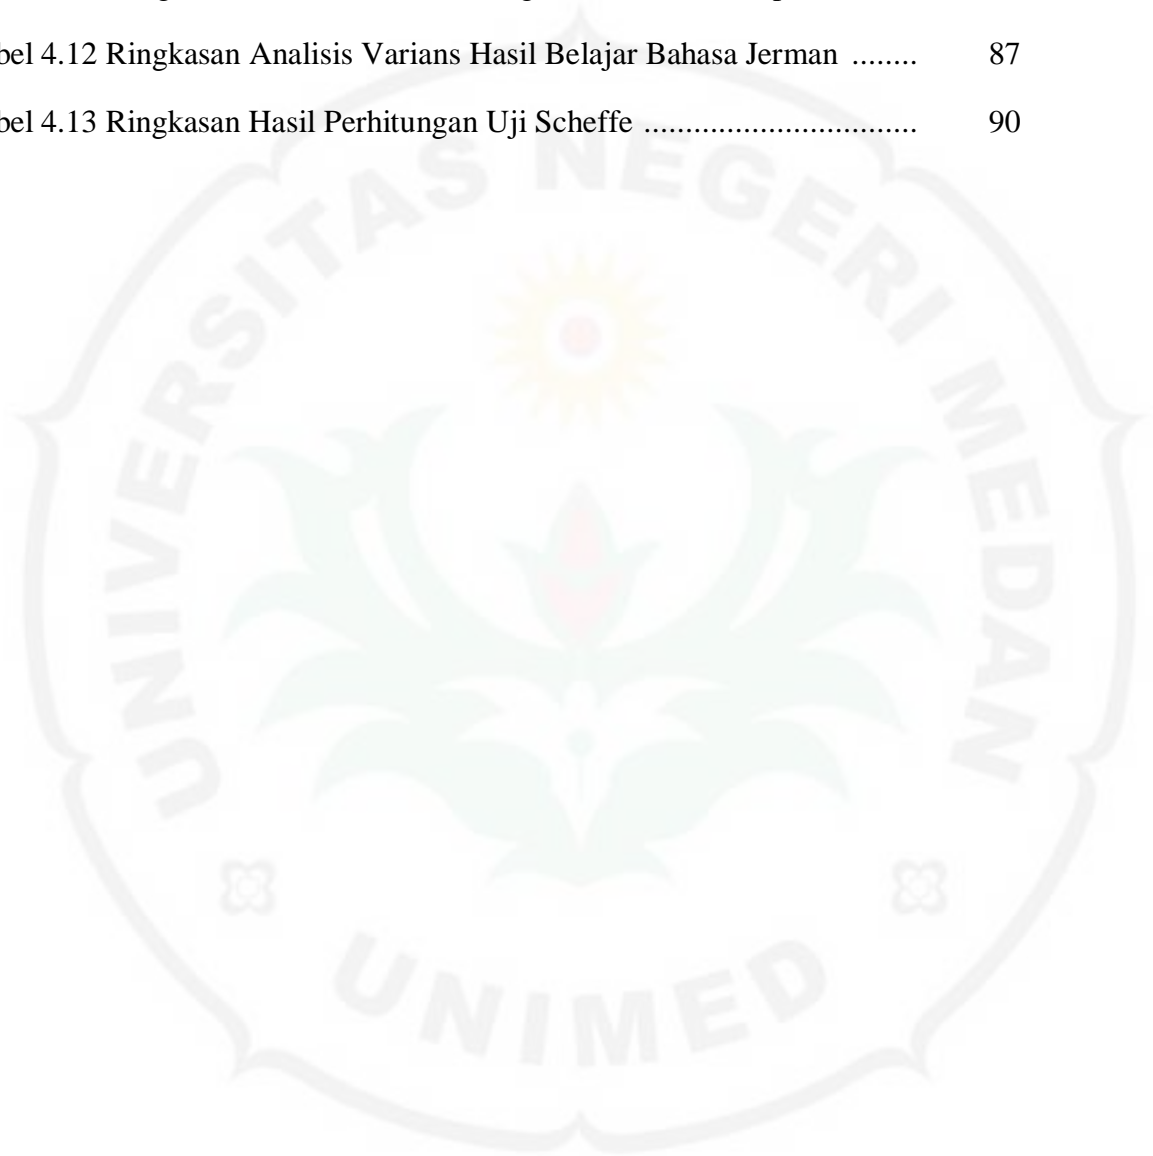 bel 4.12 Ringkasan Analisis Varians Hasil Belajar Bahasa Jerman ........ 87
bel 4.13 Ringkasan Hasil Perhitungan Uji Scheffe ................................. 90
UNIVERSITAS NEGERI MEDAN
UNIMED